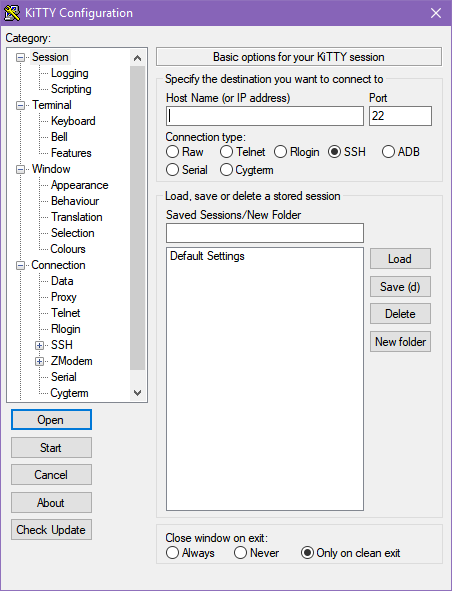 KiTTY Configuration
Category:
Session
Logging
Scripting
Terminal
Keyboard
Bell
Features
Window
Appearance
Behaviour
Translation
Selection
Colours
Connection
Data
Proxy
Telnet
Rlogin
SSH
ZModem
Serial
Cygterm
Open
Start
Cancel
About
Check Update
Basic options for your KiTTY session
Specify the destination you want to connect to
Host Name (or IP address) Port
22
Connection type:
Raw Telnet Rlogin SSH ADB
Serial Cygterm
Load, save or delete a stored session
Saved Sessions/New Folder
Default Settings
Load
Save (d)
Delete
New folder
Close window on exit:
Always Never Only on clean exit